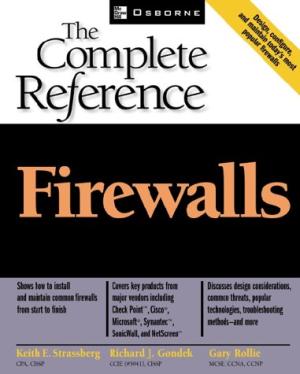 OSBORNE
Design, configure,
and maintain today's most
popular firewalls
The
Complete
Reference
Firewalls
Shows how to install
and maintain common firewalls
from start to finish
Covers key products from
major vendors including
Check Point™, Cisco®,
Microsoft®, Symantec™,
SonicWall, and NetScreen™
Discusses design considerations,
common threats, popular
technologies, troubleshooting
methods—and more
Keith E. Strassberg
CPA, CISSP
Richard J. Gondek
CCIE (#5041), CISSP
Gary Rollie
MCSE, CCNA, CCNP